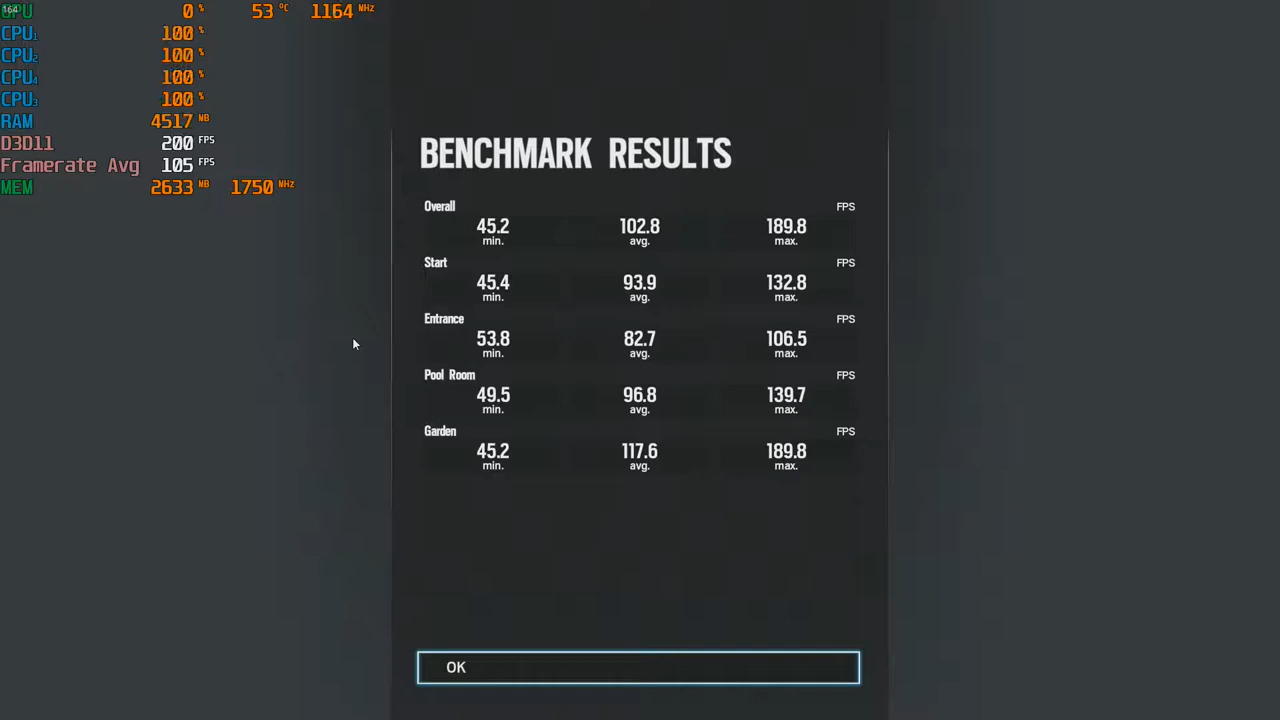 164
GPU 0 % 53 °C 1164 MHz
CPU1 100 %
CPU2 100 %
CPU4 100 %
CPU3 100 %
RAM 4517 MB
D3D11 200 FPS
Framerate Avg 105 FPS
MEM 2633 MB 1750 MHz
BENCHMARK RESULTS
Overall FPS
45.2 102.8 189.8
min. avg. max.
Start FPS
45.4 93.9 132.8
min. avg. max.
Entrance FPS
53.8 82.7 106.5
min. avg. max.
Pool Room FPS
49.5 96.8 139.7
min. avg. max.
Garden FPS
45.2 117.6 189.8
min. avg. max.
OK